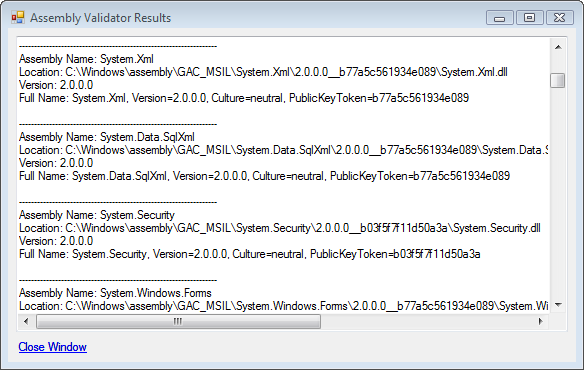 Assembly Validator Results
------------------------------------------------------------------
Assembly Name: System.Xml
Location: C:\Windows\assembly\GAC_MSIL\System.Xml\2.0.0.0__b77a5c561934e089\System.Xml.dll
Version: 2.0.0.0
Full Name: System.Xml, Version=2.0.0.0, Culture=neutral, PublicKeyToken=b77a5c561934e089
------------------------------------------------------------------
Assembly Name: System.Data.SqlXml
Location: C:\Windows\assembly\GAC_MSIL\System.Data.SqlXml\2.0.0.0__b77a5c561934e089\System.Data.S
Version: 2.0.0.0
Full Name: System.Data.SqlXml, Version=2.0.0.0, Culture=neutral, PublicKeyToken=b77a5c561934e089
------------------------------------------------------------------
Assembly Name: System.Security
Location: C:\Windows\assembly\GAC_MSIL\System.Security\2.0.0.0__b03f5f7f11d50a3a\System.Security.dll
Version: 2.0.0.0
Full Name: System.Security, Version=2.0.0.0, Culture=neutral, PublicKeyToken=b03f5f7f11d50a3a
------------------------------------------------------------------
Assembly Name: System.Windows.Forms
Location: C:\Windows\assembly\GAC_MSIL\System.Windows.Forms\2.0.0.0__b77a5c561934e089\System.Wi
Close Window